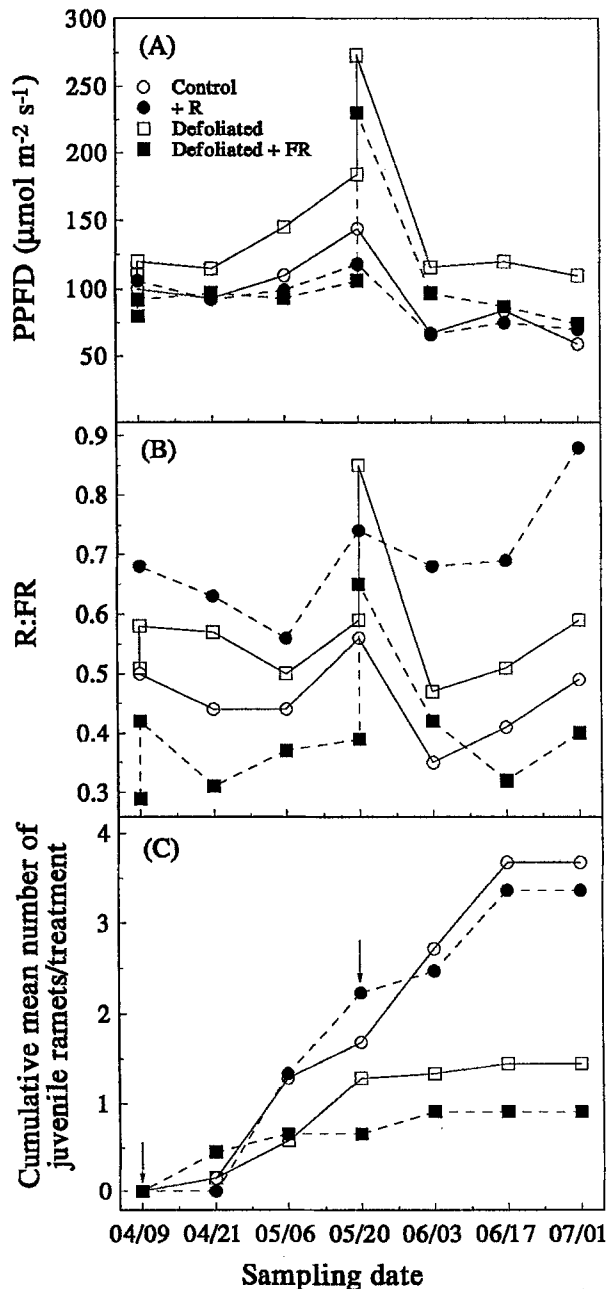 (A)
Control
+ R
Defoliated
Defoliated + FR
PPFD (μmol m⁻² s⁻¹)
300
250
200
150
100
50
(B)
R:FR
0.9
0.8
0.7
0.6
0.5
0.4
0.3
(C)
Cumulative mean number of
juvenile ramets/treatment
4
3
2
1
0
04/09 04/21 05/06 05/20 06/03 06/17 07/01
Sampling date